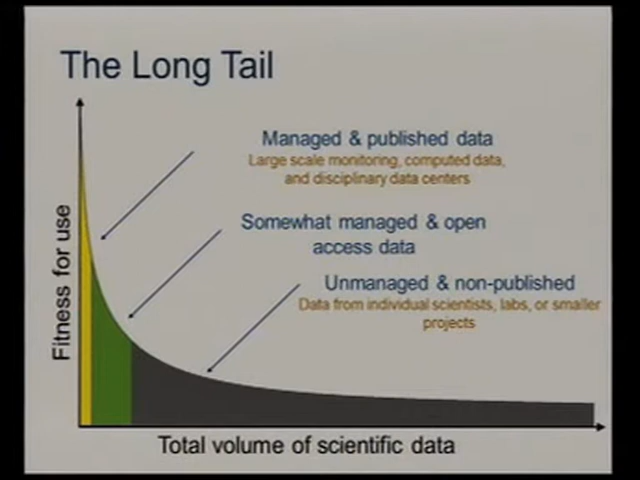 The Long Tail
Managed & published data
Large scale monitoring, computed data,
and disciplinary data centers
Somewhat managed & open
access data
Unmanaged & non-published
Data from individual scientists, labs, or smaller
projects
Fitness for use
Total volume of scientific data